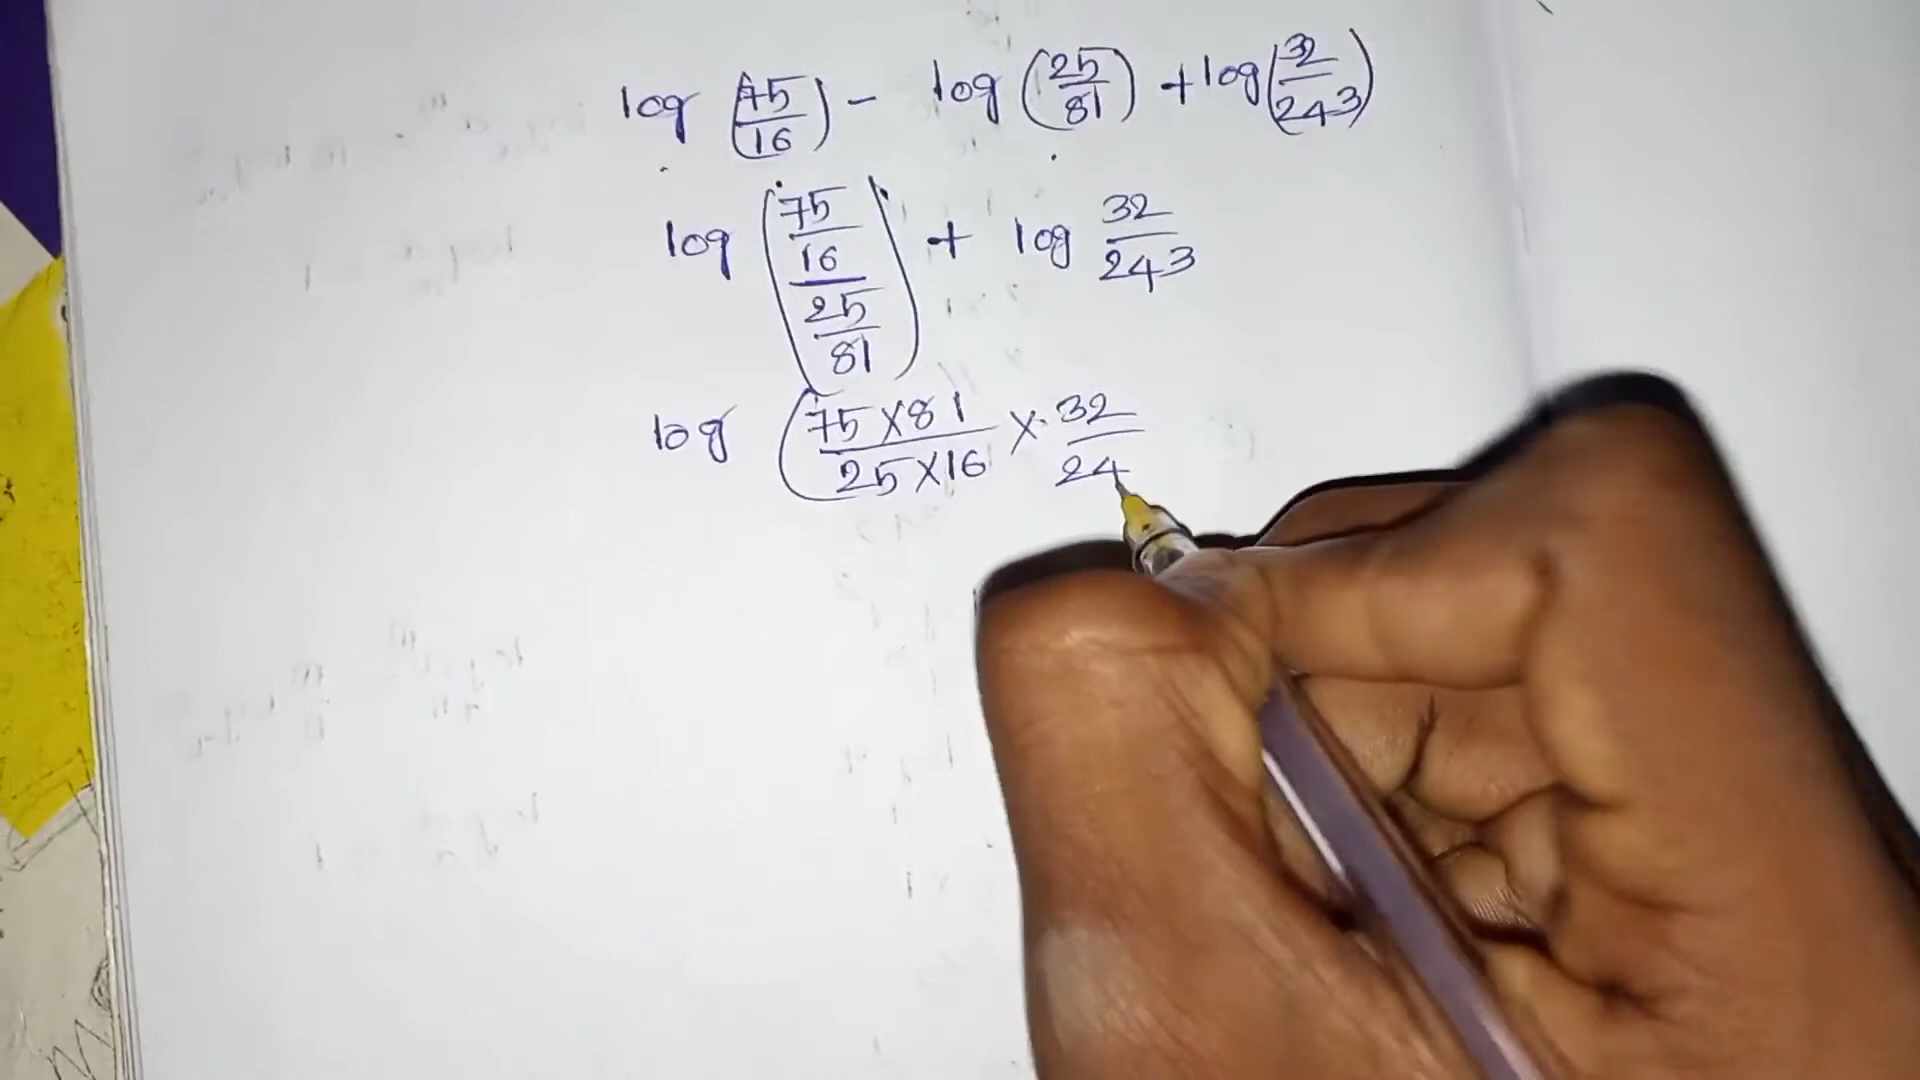 log (75/16) - log (25/81) + log (32/243)
log (75/16 / 25/81) + log 32/243
log (75×81/25×16 × 32/24